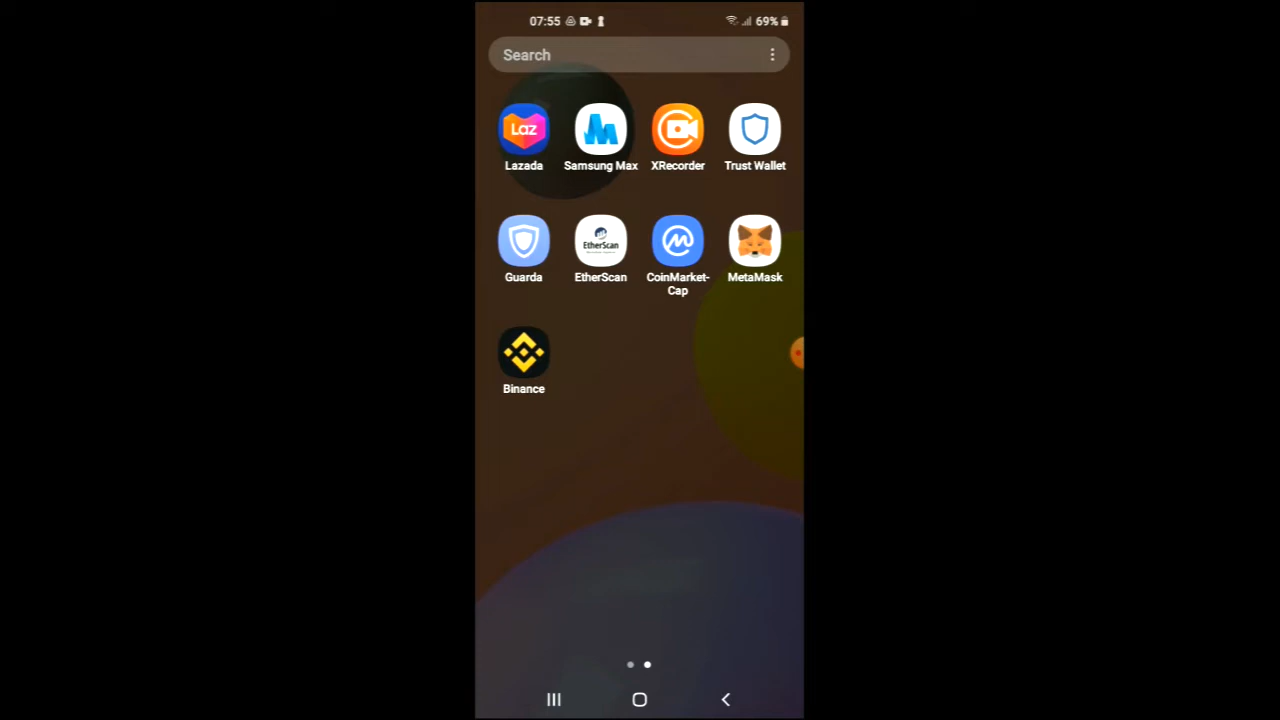 07:55
69%
Search
Laz
Lazada
Samsung Max
XRecorder
Trust Wallet
EtherScan
Guarda
EtherScan
CoinMarket-
Cap
MetaMask
Binance